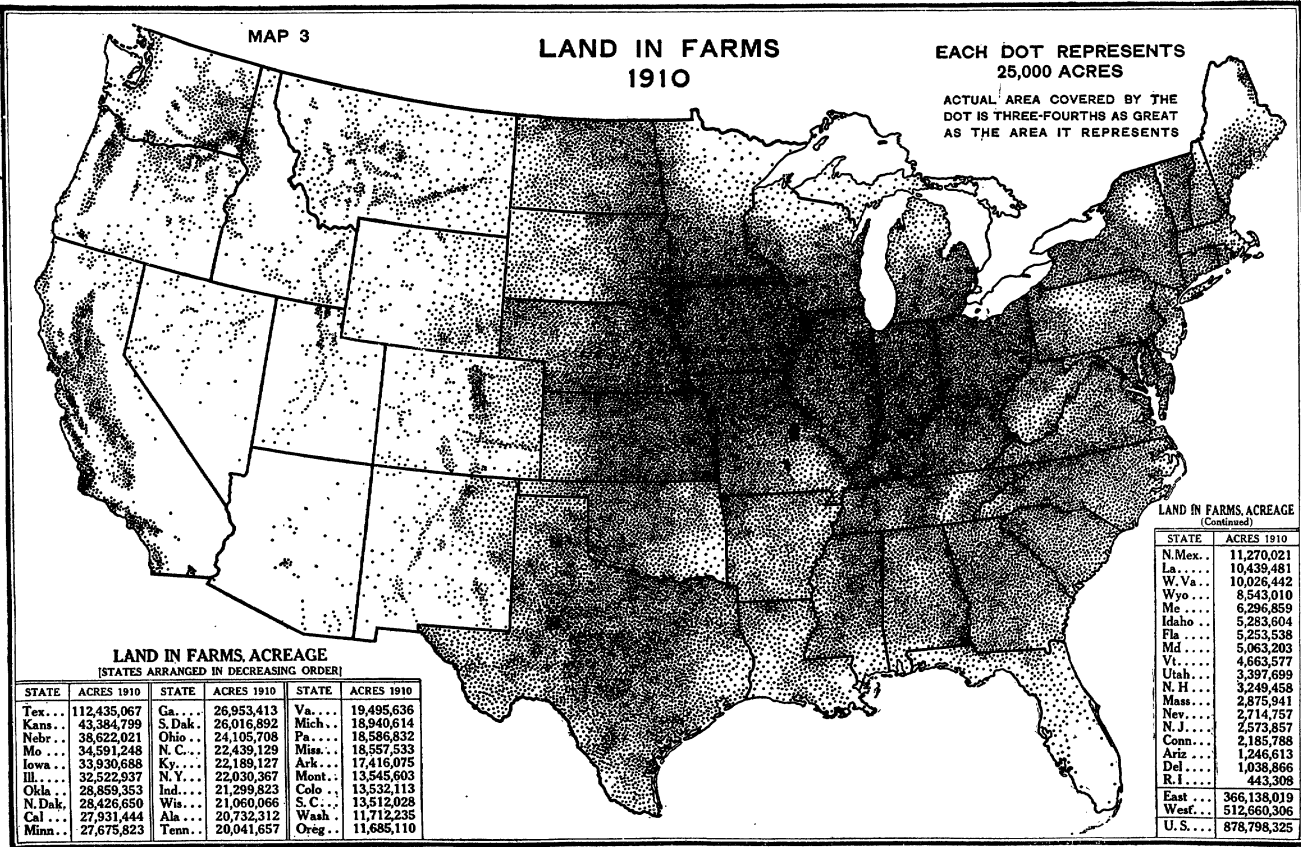 MAP 3
LAND IN FARMS
1910
EACH DOT REPRESENTS
25,000 ACRES
ACTUAL AREA COVERED BY THE
DOT IS THREE-FOURTHS AS GREAT
AS THE AREA IT REPRESENTS
LAND IN FARMS, ACREAGE
[STATES ARRANGED IN DECREASING ORDER]
STATE ACRES 1910 STATE ACRES 1910 STATE ACRES 1910
Tex... 112,435,067 Ga.... 26,953,413 Va.... 19,495,636
Kans.. 43,384,799 S. Dak. 26,016,892 Mich.. 18,940,614
Nebr.. 38,622,021 Ohio.. 24,105,708 Pa.... 18,586,832
Mo.... 34,591,248 N. C... 22,439,129 Miss... 18,557,533
Iowa.. 33,930,688 Ky.... 22,189,127 Ark... 17,416,075
Ill.... 32,522,937 N. Y... 22,030,367 Mont.. 13,545,603
Okla.. 28,859,353 Ind.... 21,299,823 Colo.. 13,532,113
N. Dak. 28,426,650 Wis... 21,060,066 S. C... 13,512,028
Cal... 27,931,444 Ala... 20,732,312 Wash. 11,712,235
Minn.. 27,675,823 Tenn.. 20,041,657 Oreg.. 11,685,110
LAND IN FARMS, ACREAGE
(Continued)
STATE ACRES 1910
N. Mex.. 11,270,021
La..... 10,439,481
W. Va.. 10,026,442
Wyo... 8,543,010
Me.... 6,296,859
Idaho.. 5,283,604
Fla.... 5,253,538
Md.... 5,063,203
Vt..... 4,663,577
Utah... 3,397,699
N. H... 3,249,458
Mass... 2,875,941
Nev.... 2,714,757
N. J.... 2,573,857
Conn... 2,185,788
Ariz... 1,246,613
Del.... 1,038,866
R. I.... 443,308
East... 366,138,019
West... 512,660,306
U. S.... 878,798,325